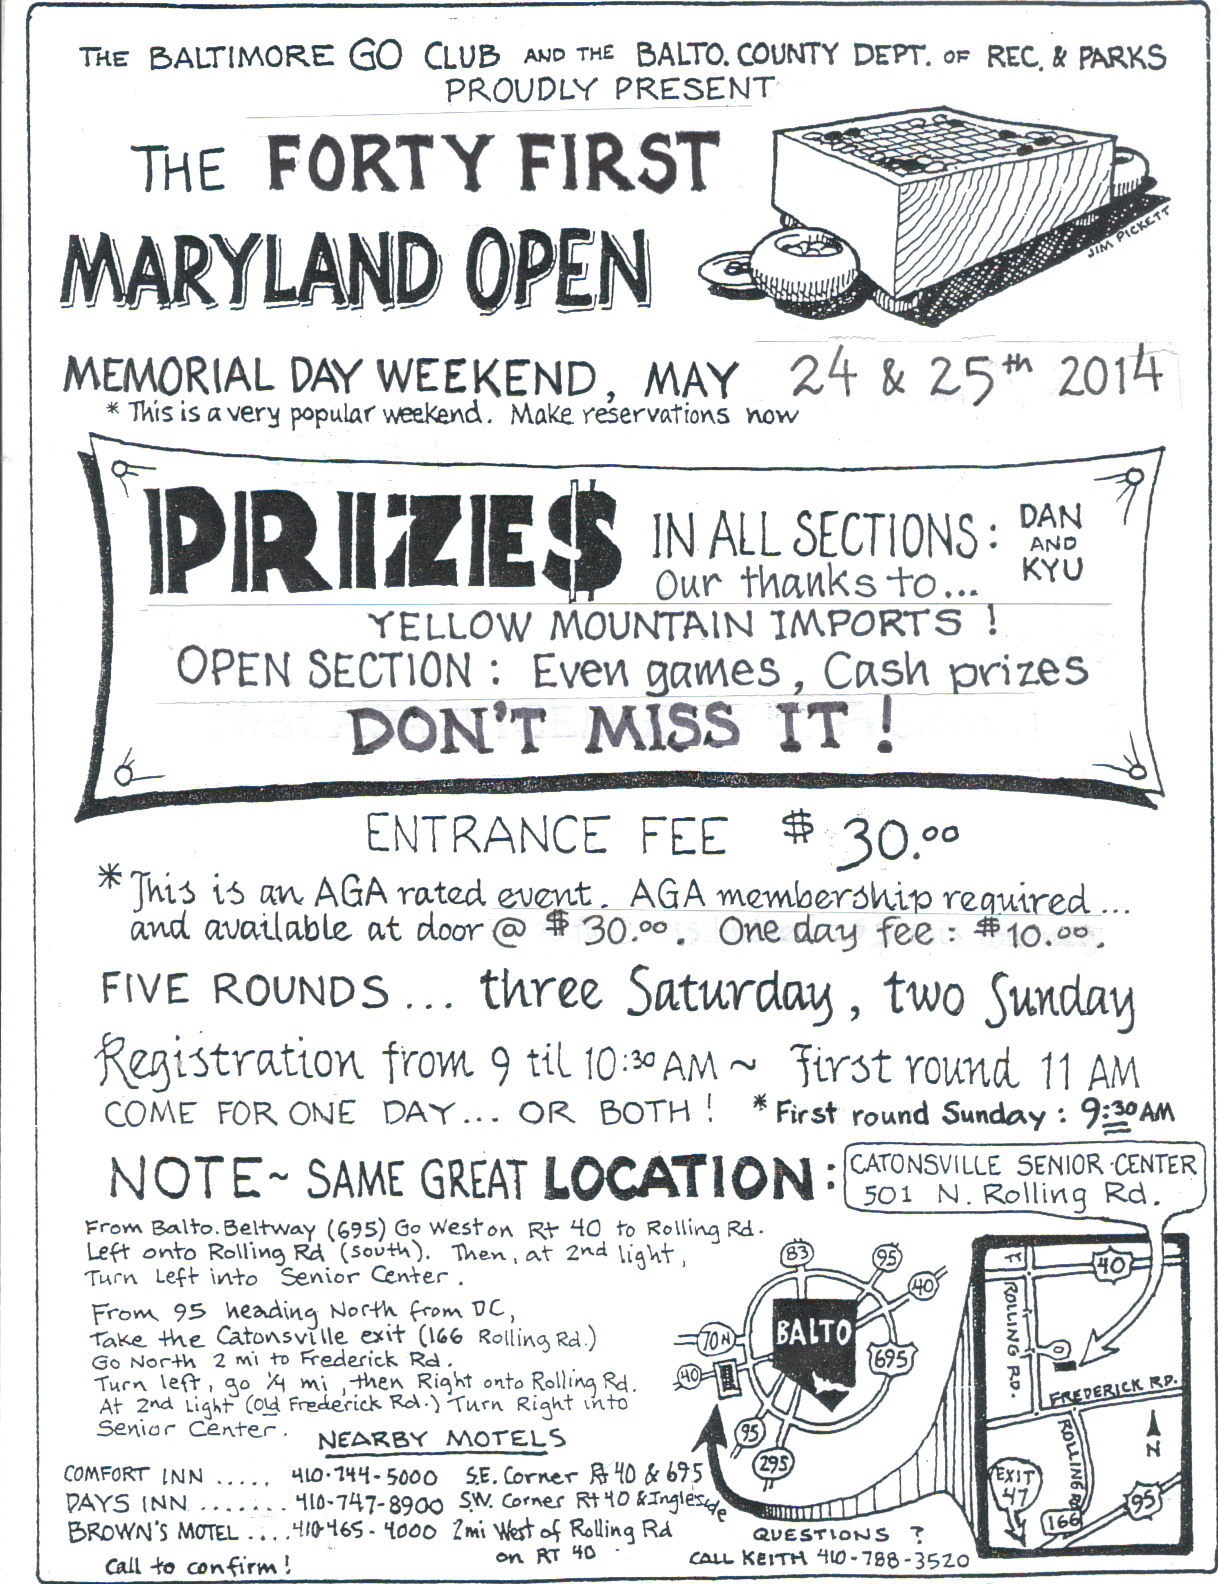 THE BALTIMORE GO CLUB AND THE BALTO. COUNTY DEPT. OF REC. & PARKS
PROUDLY PRESENT
THE FORTY FIRST
MARYLAND OPEN
JIM PICKETT
MEMORIAL DAY WEEKEND, MAY 24 & 25th 2014
* This is a very popular weekend. Make reservations now
PRIZE$ IN ALL SECTIONS: DAN AND KYU
Our thanks to...
YELLOW MOUNTAIN IMPORTS!
OPEN SECTION: Even games, Cash prizes
DON'T MISS IT!
ENTRANCE FEE $ 30.00
* This is an AGA rated event. AGA membership required...
and available at door @ $30.00. One day fee: $10.00.
FIVE ROUNDS... three Saturday, two Sunday
Registration from 9 til 10:30 AM ~ First round 11 AM
COME FOR ONE DAY... OR BOTH! * First round Sunday: 9:30 AM
NOTE ~ SAME GREAT LOCATION:
CATONSVILLE SENIOR CENTER
501 N. Rolling Rd.
From Balto. Beltway (695) Go West on Rt 40 to Rolling Rd.
Left onto Rolling Rd (south). Then, at 2nd light,
Turn Left into Senior Center.
From 95 heading North from DC,
Take the Catonsville exit (166 Rolling Rd.)
Go North 2 mi to Frederick Rd.
Turn left, go 1/4 mi, then Right onto Rolling Rd.
At 2nd Light (Old Frederick Rd.) Turn Right into
Senior Center.
NEARBY MOTELS
COMFORT INN ..... 410-744-5000 S.E. Corner Rt 40 & 695
DAYS INN ....... 410-747-8900 S.W. Corner Rt 40 & Ingleside
BROWN'S MOTEL .... 410-465-4000 2 mi West of Rolling Rd
on RT 40
Call to confirm!
83
95
40
70N
BALTO
695
40
95
295
QUESTIONS?
CALL KEITH 410-788-3520
40
ROLLING RD.
FREDERICK RD.
ROLLING RD
N
EXIT
47
166
95